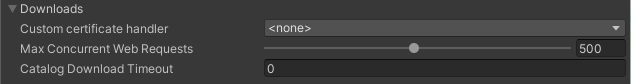 Downloads
Custom certificate handler <none>
Max Concurrent Web Requests 500
Catalog Download Timeout 0